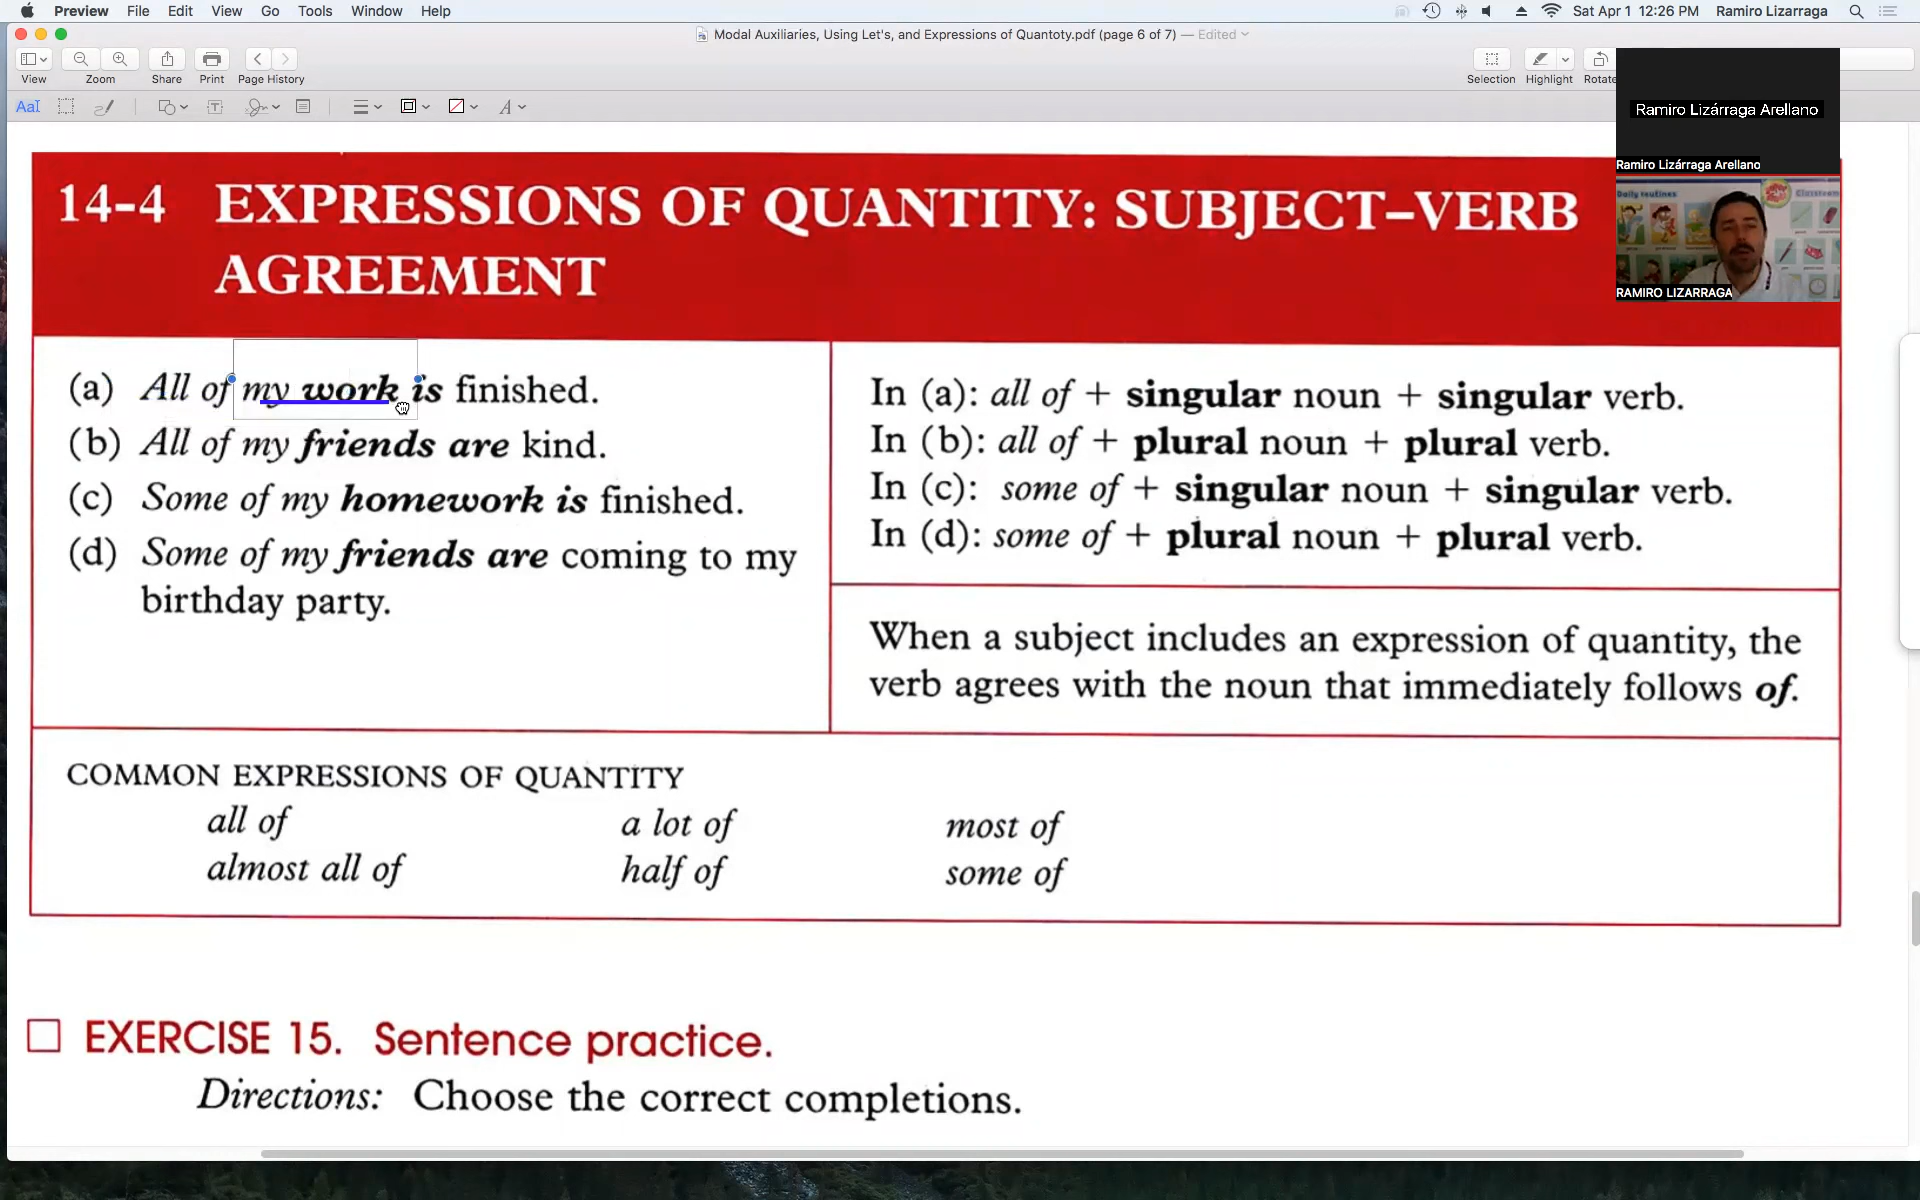 Preview File Edit View Go Tools Window Help
Sat Apr 1 12:26 PM Ramiro Lizarraga
Modal Auxiliaries, Using Let's, and Expressions of Quantoty.pdf (page 6 of 7) — Edited
View Zoom Share Print Page History
Selection Highlight Rotate
AaI T A
Ramiro Lizárraga Arellano
Ramiro Lizárraga Arellano
Daily routines
RAMIRO LIZARRAGA
14-4 EXPRESSIONS OF QUANTITY: SUBJECT–VERB
AGREEMENT
(a) All of my work is finished.
(b) All of my friends are kind.
(c) Some of my homework is finished.
(d) Some of my friends are coming to my
birthday party.
In (a): all of + singular noun + singular verb.
In (b): all of + plural noun + plural verb.
In (c): some of + singular noun + singular verb.
In (d): some of + plural noun + plural verb.
When a subject includes an expression of quantity, the
verb agrees with the noun that immediately follows of.
COMMON EXPRESSIONS OF QUANTITY
all of a lot of most of
almost all of half of some of
EXERCISE 15. Sentence practice.
Directions: Choose the correct completions.